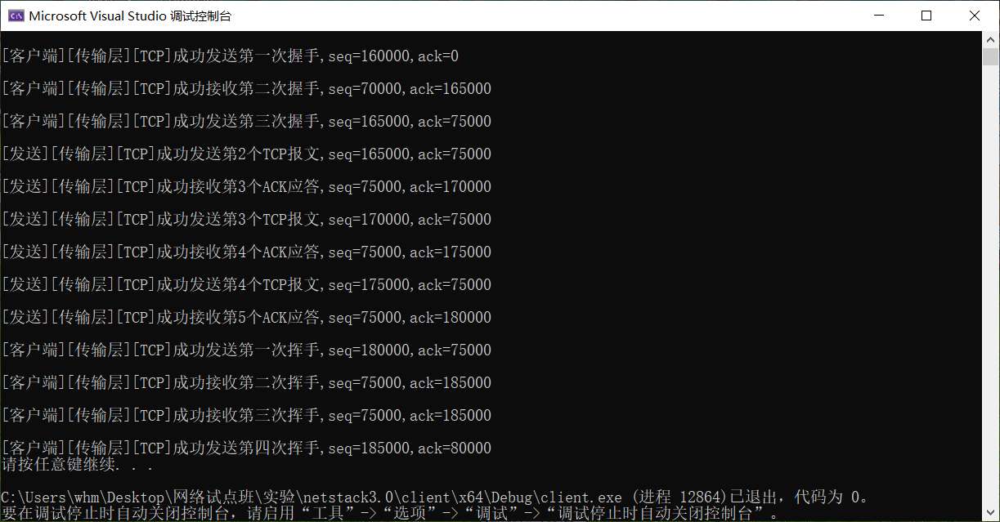 Microsoft Visual Studio 调试控制台
[客户端][传输层][TCP]成功发送第一次握手,seq=160000,ack=0
[客户端][传输层][TCP]成功接收第二次握手,seq=70000,ack=165000
[客户端][传输层][TCP]成功发送第三次握手,seq=165000,ack=75000
[发送][传输层][TCP]成功发送第2个TCP报文,seq=165000,ack=75000
[发送][传输层][TCP]成功接收第3个ACK应答,seq=75000,ack=170000
[发送][传输层][TCP]成功发送第3个TCP报文,seq=170000,ack=75000
[发送][传输层][TCP]成功接收第4个ACK应答,seq=75000,ack=175000
[发送][传输层][TCP]成功发送第4个TCP报文,seq=175000,ack=75000
[发送][传输层][TCP]成功接收第5个ACK应答,seq=75000,ack=180000
[客户端][传输层][TCP]成功发送第一次挥手,seq=180000,ack=75000
[客户端][传输层][TCP]成功接收第二次挥手,seq=75000,ack=185000
[客户端][传输层][TCP]成功接收第三次挥手,seq=75000,ack=185000
[客户端][传输层][TCP]成功发送第四次挥手,seq=185000,ack=80000
请按任意键继续. . .
C:\Users\whm\Desktop\网络试点班\实验\netstack3.0\client\x64\Debug\client.exe (进程 12864)已退出，代码为 0。
要在调试停止时自动关闭控制台，请启用“工具”->“选项”->“调试”->“调试停止时自动关闭控制台”。